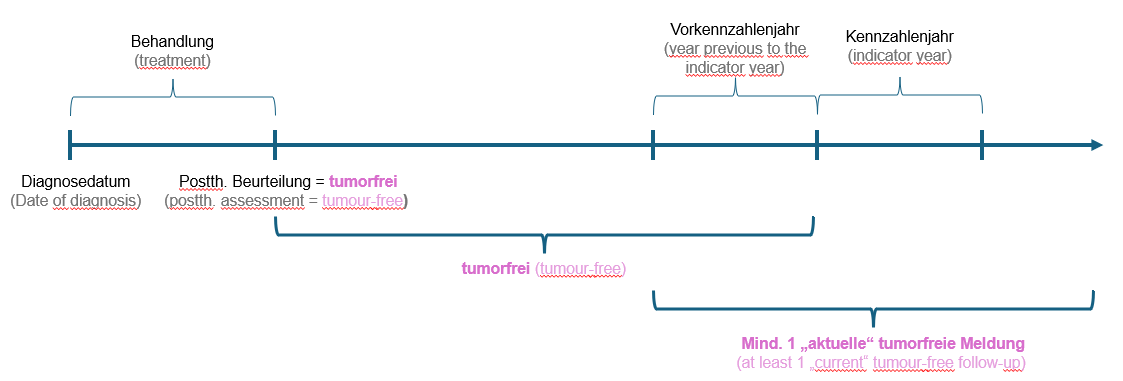 Behandlung
(treatment)
Vorkennzahlenjahr
(year previous to the
indicator year)
Kennzahlenjahr
(indicator year)
Diagnosedatum
(Date of diagnosis)
Postth. Beurteilung = tumorfrei
(postth. assessment = tumour-free)
tumorfrei (tumour-free)
Mind. 1 „aktuelle“ tumorfreie Meldung
(at least 1 „current“ tumour-free follow-up)